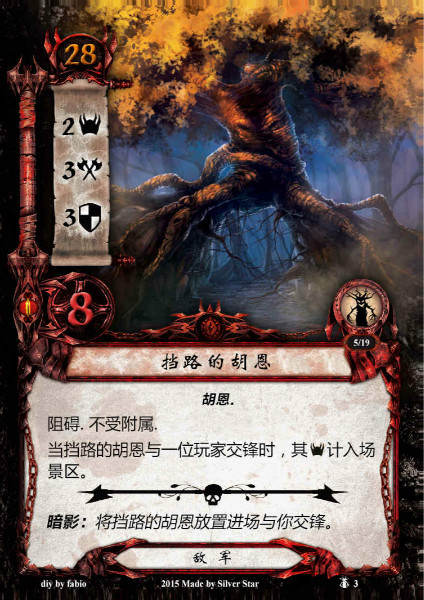 28
2
3
3
8
5/19
挡路的胡恩
胡恩.
阻碍. 不受附属.
当挡路的胡恩与一位玩家交锋时，其计入场
景区。
暗影：将挡路的胡恩放置进场与你交锋。
敌 军
diy by fabio 2015 Made by Silver Star 3